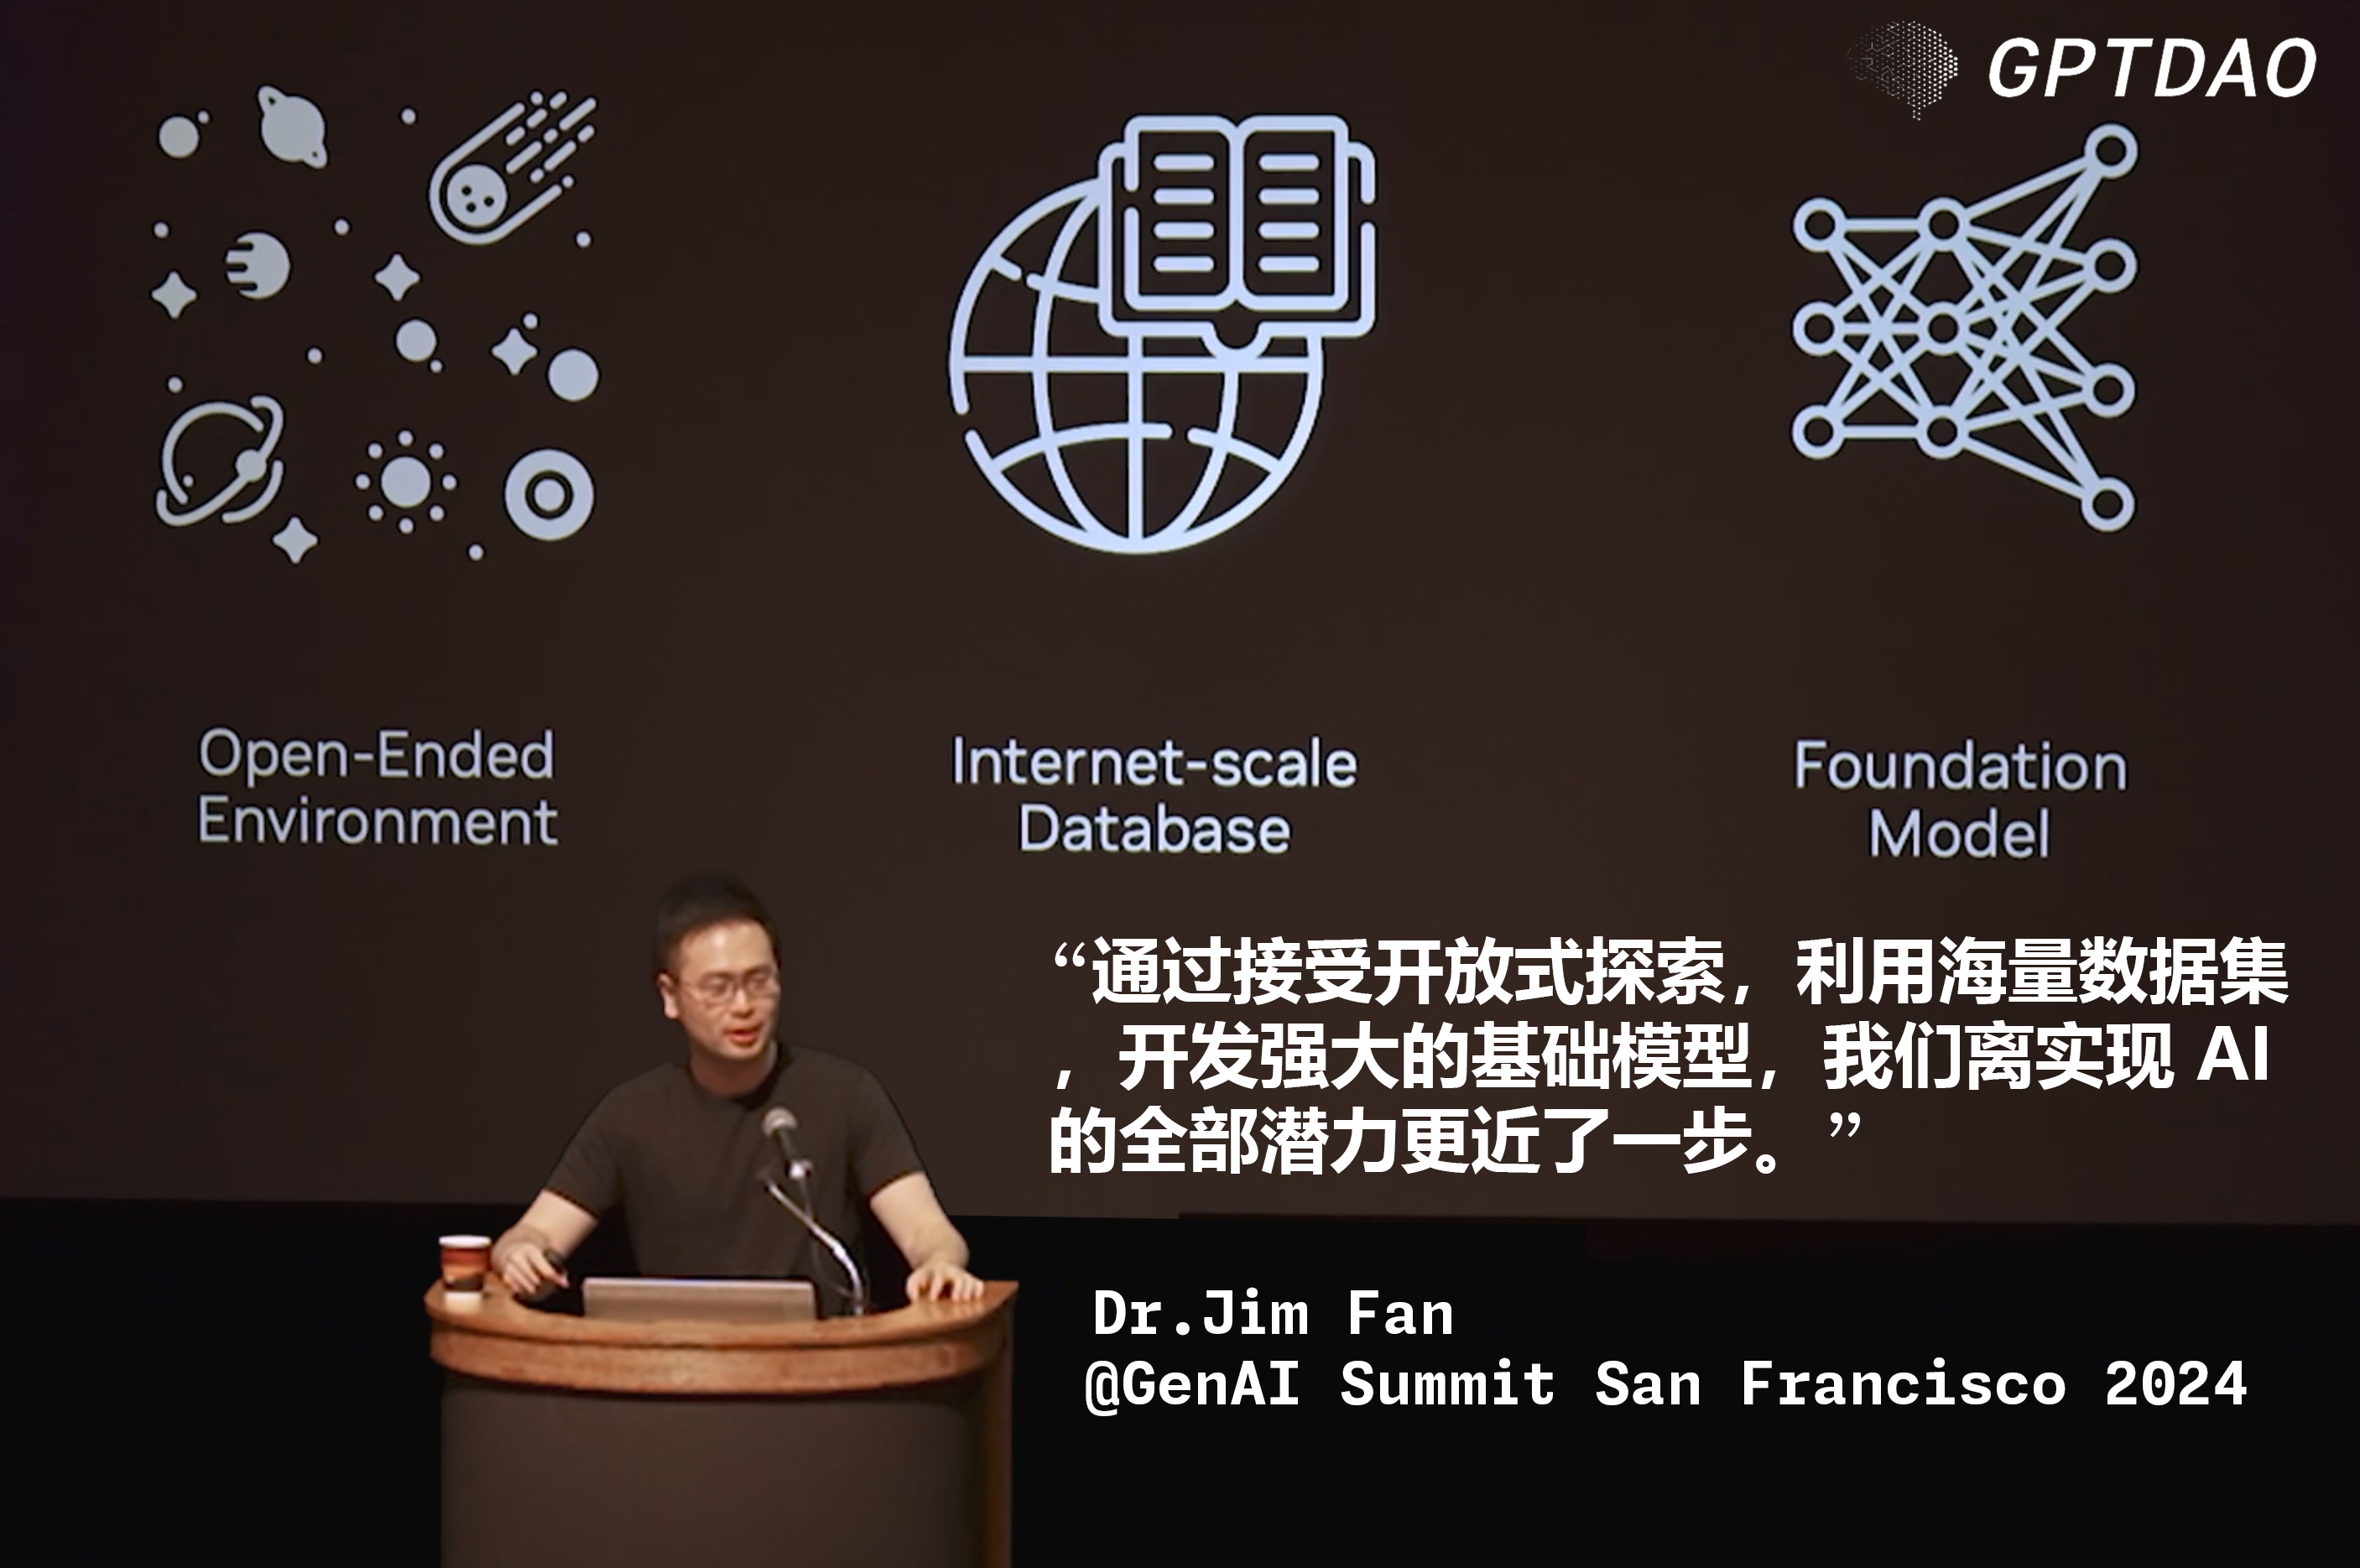 GPTDAO
Open-Ended
Environment
Internet-scale
Database
Foundation
Model
“通过接受开放式探索，利用海量数据集
，开发强大的基础模型，我们离实现 AI
的全部潜力更近了一步。”
Dr.Jim Fan
@GenAI Summit San Francisco 2024